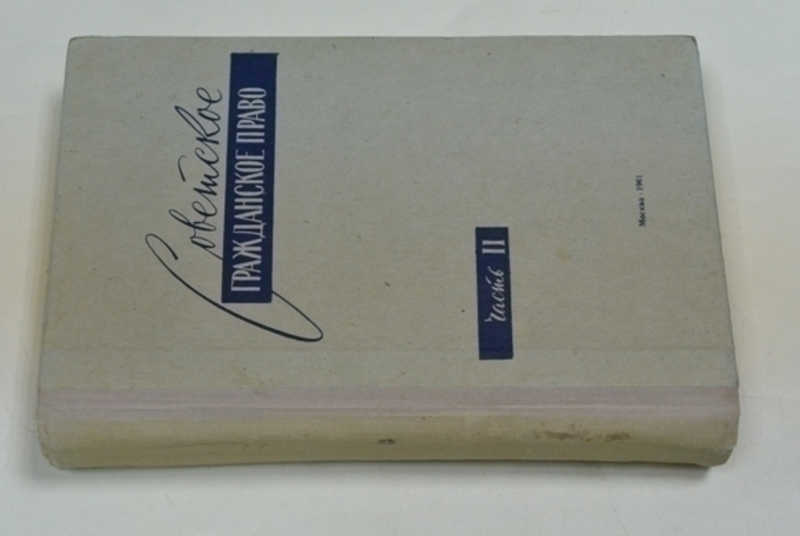 Советское
ГРАЖДАНСКОЕ ПРАВО
часть II
Москва - 1961